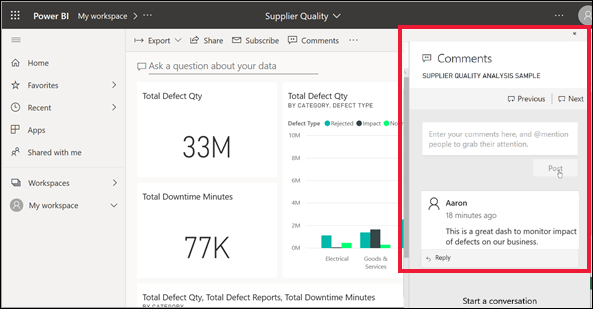 Power BI My workspace Supplier Quality
Export Share Subscribe Comments
Home
Favorites
Recent
Apps
Shared with me
Workspaces
My workspace
Ask a question about your data
Total Defect Qty
33M
Total Downtime Minutes
77K
Total Defect Qty
BY CATEGORY, DEFECT TYPE
Defect Type Rejected Impact No
10M
8M
6M
4M
2M
0M
Electrical Goods &
Services
Total Defect Qty, Total Defect Reports, Total Downtime Minutes
BY CATEGORY
Comments
SUPPLIER QUALITY ANALYSIS SAMPLE
Previous Next
Enter your comments here, and @mention
people to grab their attention.
Post
Aaron
18 minutes ago
This is a great dash to monitor impact
of defects on our business.
Reply
Start a conversation